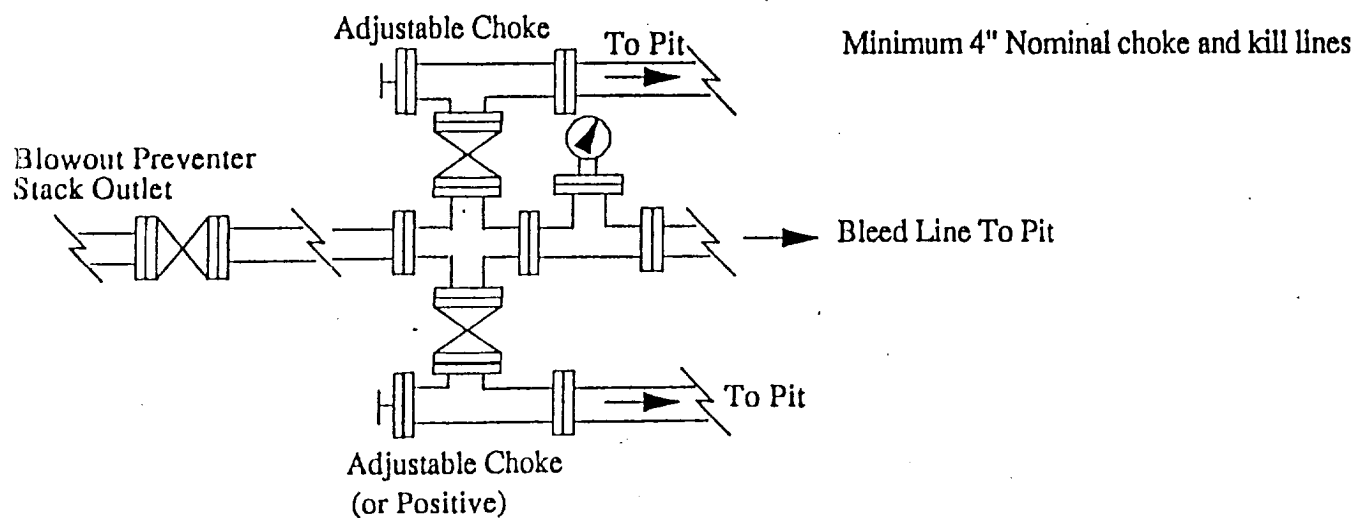 Adjustable Choke
To Pit
Minimum 4" Nominal choke and kill lines
Blowout Preventer
Stack Outlet
Bleed Line To Pit
To Pit
Adjustable Choke
(or Positive)